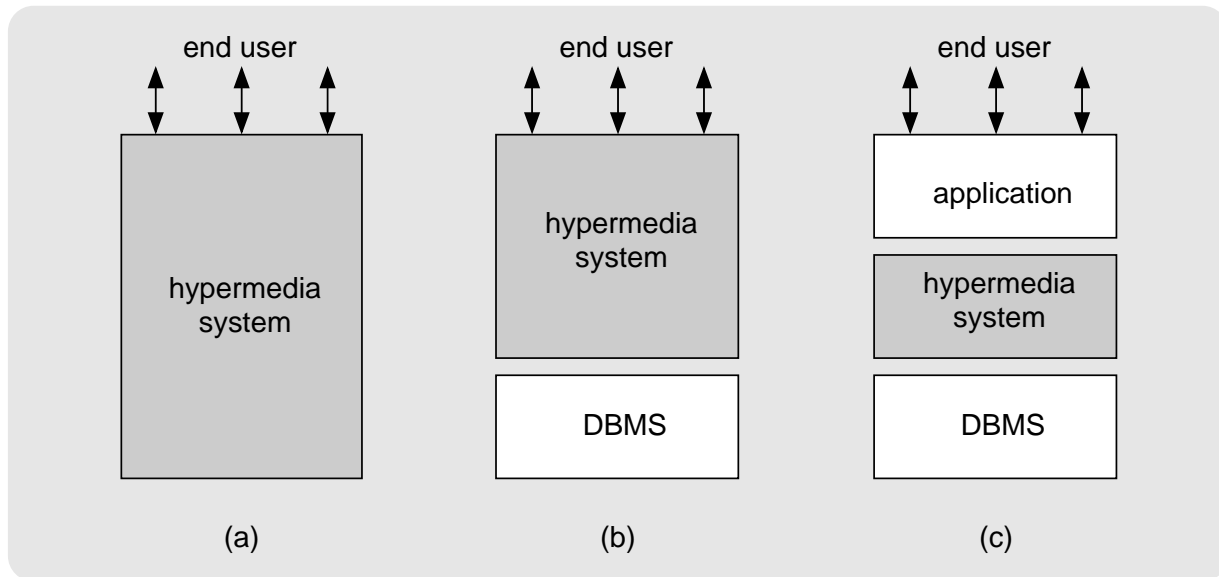 end user
hypermedia
system
(a)
end user
hypermedia
system
DBMS
(b)
end user
application
hypermedia
system
DBMS
(c)